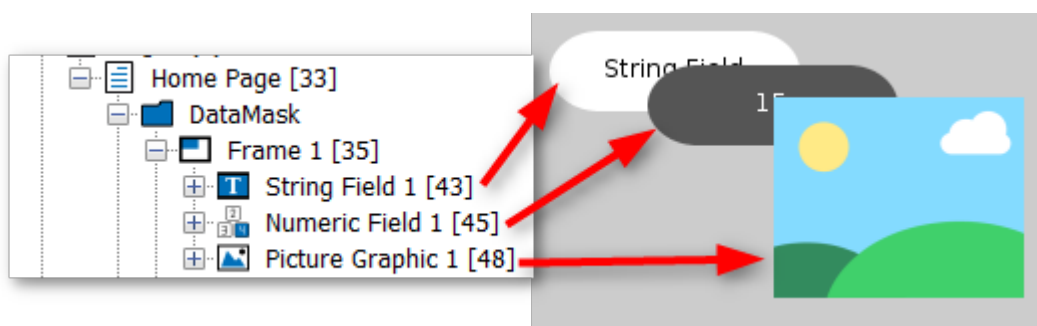 Home Page [33]
DataMask
Frame 1 [35]
String Field 1 [43]
Numeric Field 1 [45]
Picture Graphic 1 [48]
String Field
15